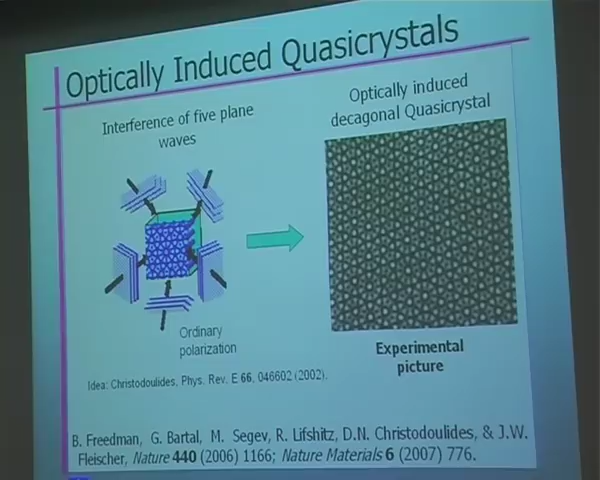 Optically Induced Quasicrystals
Interference of five plane
waves
Optically induced
decagonal Quasicrystal
Ordinary
polarization
Experimental
picture
Idea: Christodoulides, Phys. Rev. E 66, 046602 (2002).
B. Freedman, G. Bartal, M. Segev, R. Lifshitz, D.N. Christodoulides, & J.W.
Fleischer, Nature 440 (2006) 1166; Nature Materials 6 (2007) 776.